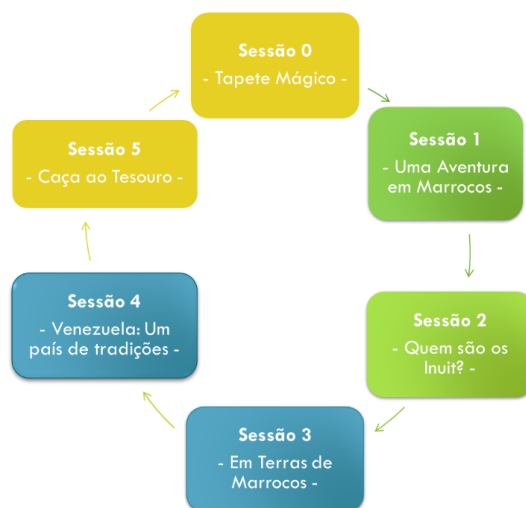 Sessão 0
- Tapete Mágico -
Sessão 1
- Uma Aventura
em Marrocos -
Sessão 2
- Quem são os
Inuit? -
Sessão 3
- Em Terras de
Marrocos -
Sessão 4
- Venezuela: Um
país de tradições -
Sessão 5
- Caça ao Tesouro -